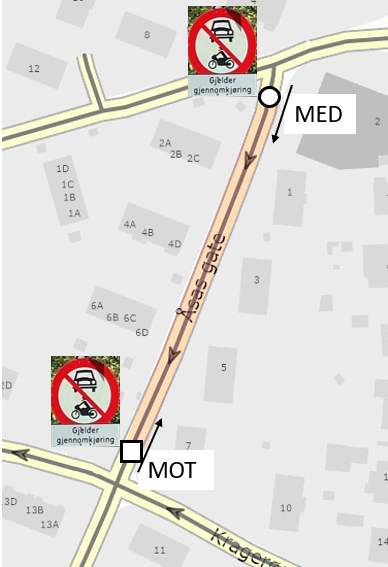 8
Gjelder
gjennomkjøring
12
MED
2
2A
2B 2C
1D
1C
1B
1A
1
4A
4B
4D
Åsas gate
3
6A
6B 6C
6D
5
2D
Gjelder
gjennomkjøring
MOT
7
13D
13B
13A
10
11
14